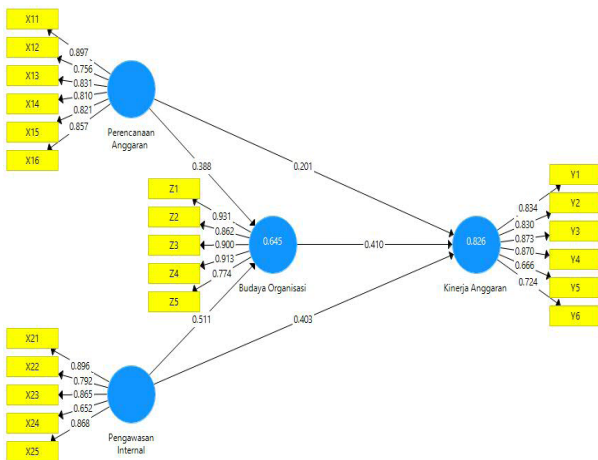 X11
X12
X13
X14
X15
X16
0.897
0.756
0.831
0.810
0.821
0.857
Perencanaan
Anggaran
0.388
0.201
Z1
Z2
Z3
Z4
Z5
0.931
0.862
0.900
0.913
0.774
0.645
Budaya Organisasi
0.410
0.826
Kinerja Anggaran
0.834
0.830
0.873
0.870
0.666
0.724
Y1
Y2
Y3
Y4
Y5
Y6
0.511
0.403
X21
X22
X23
X24
X25
0.896
0.792
0.865
0.652
0.868
Pengawasan
Internal